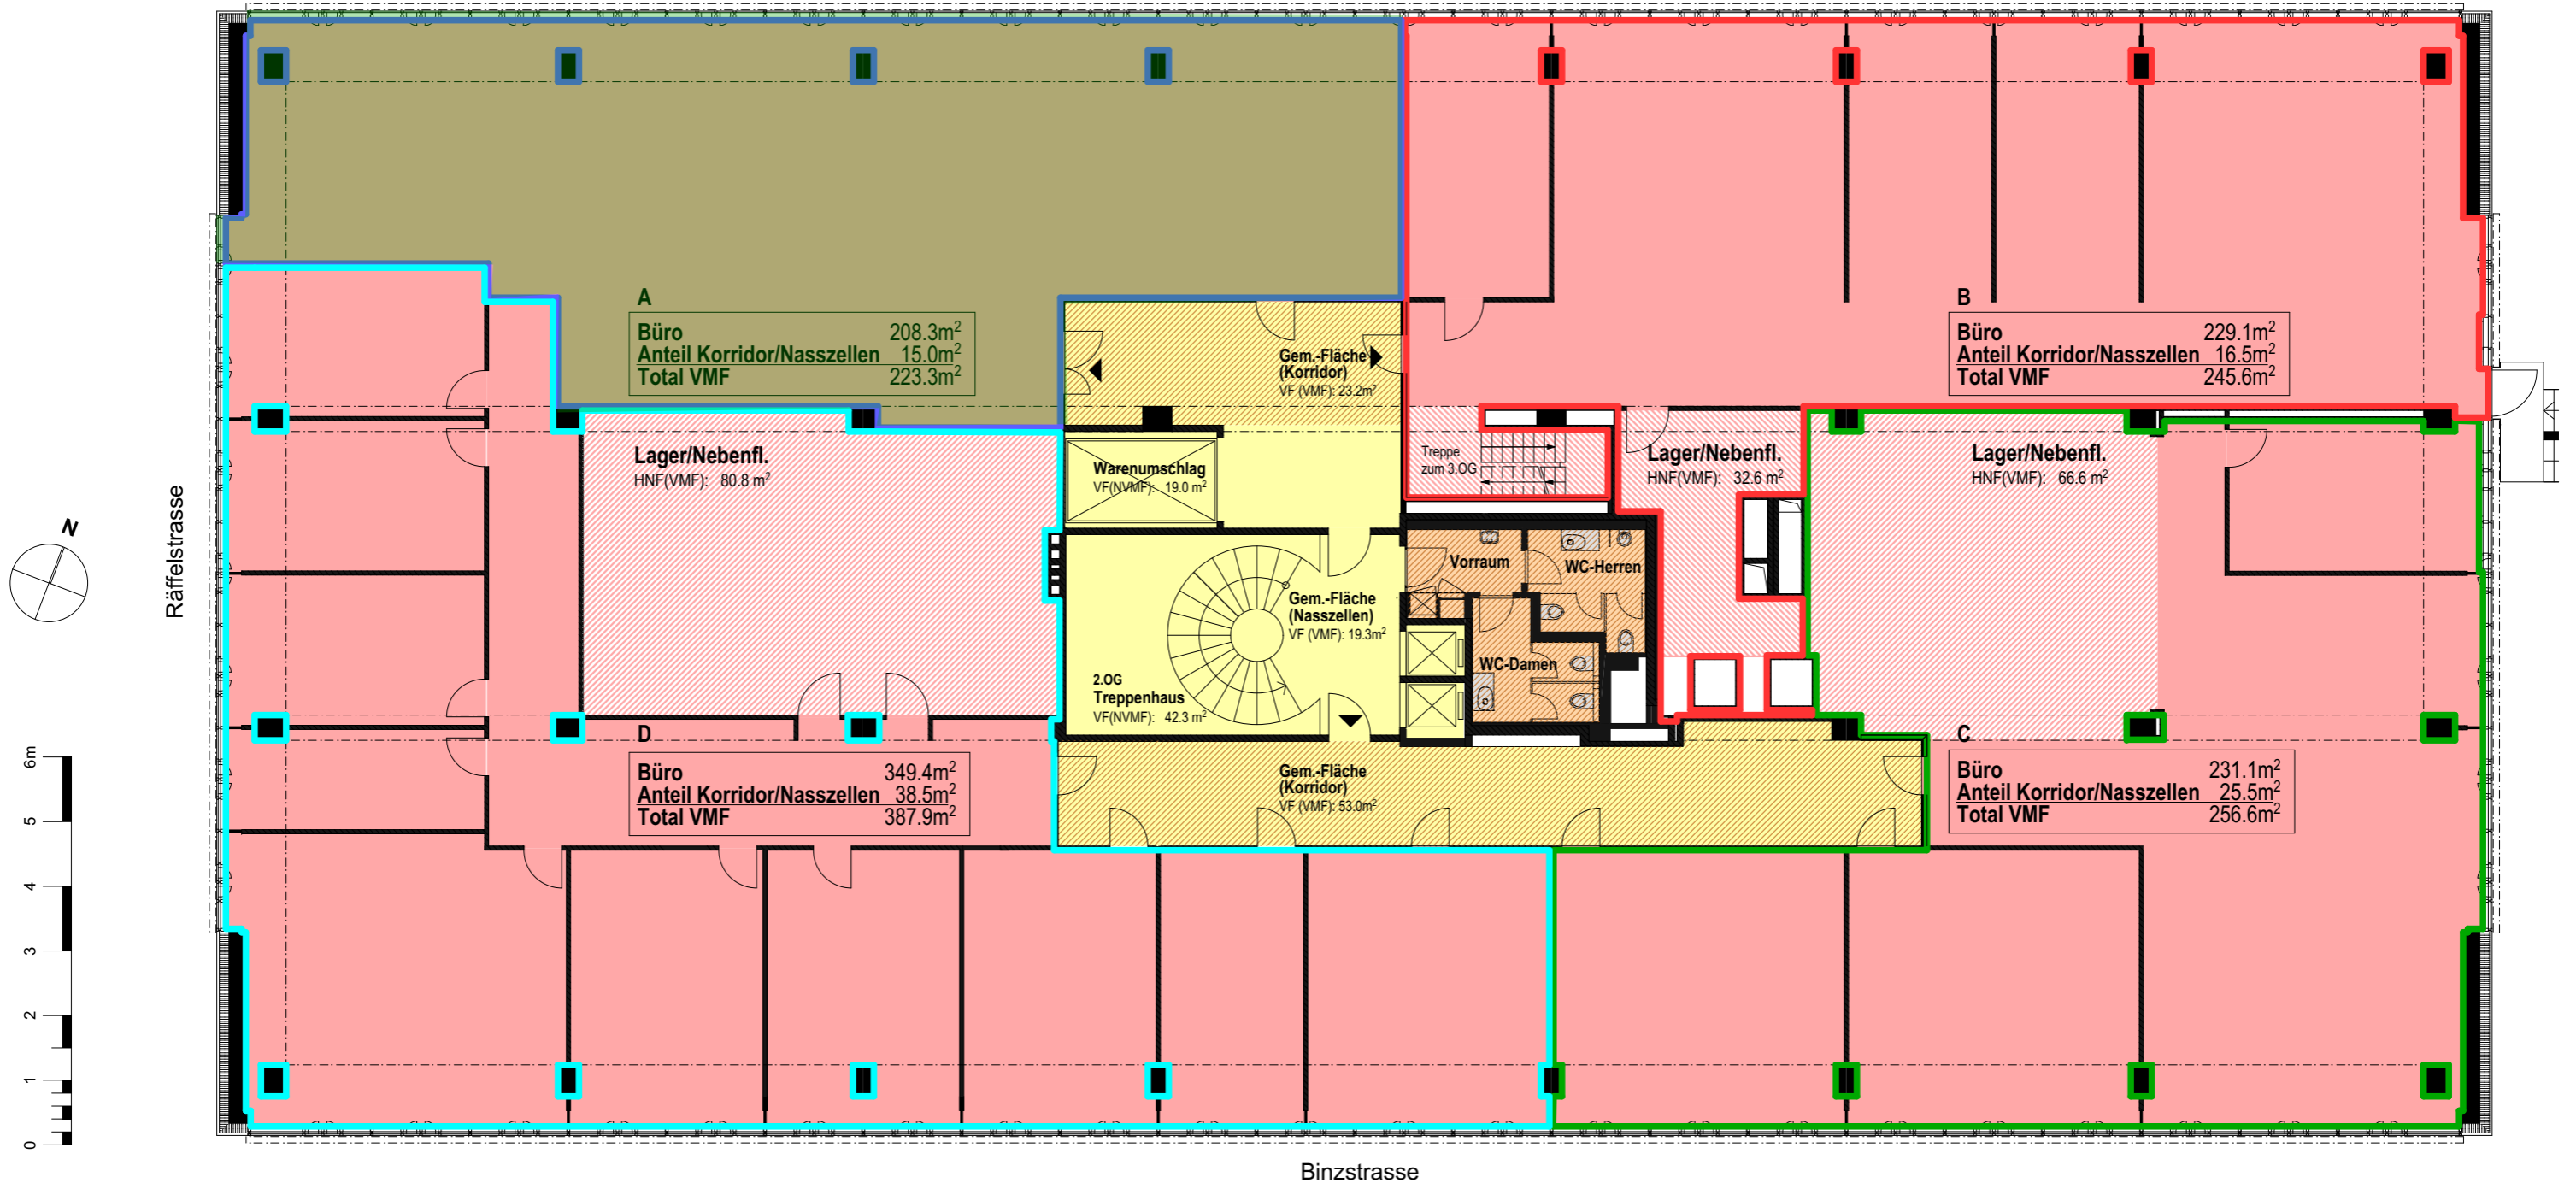 A
Büro 208.3m²
Anteil Korridor/Nasszellen 15.0m²
Total VMF 223.3m²
B
Büro 229.1m²
Anteil Korridor/Nasszellen 16.5m²
Total VMF 245.6m²
Gem.-Fläche
(Korridor)
VF (VMF): 23.2m²
Lager/Nebenfl.
HNF(VMF): 80.8 m²
Warenumschlag
VF(NVMF): 19.0 m²
Treppe
zum 3.OG
Lager/Nebenfl.
HNF(VMF): 32.6 m²
Lager/Nebenfl.
HNF(VMF): 66.6 m²
N
Räffelstrasse
Vorraum
WC-Herren
Gem.-Fläche
(Nasszellen)
VF (VMF): 19.3m²
WC-Damen
2.OG
Treppenhaus
VF(NVMF): 42.3 m²
D
Büro 349.4m²
Anteil Korridor/Nasszellen 38.5m²
Total VMF 387.9m²
Gem.-Fläche
(Korridor)
VF (VMF): 53.0m²
C
Büro 231.1m²
Anteil Korridor/Nasszellen 25.5m²
Total VMF 256.6m²
6m
5
4
3
2
1
0
Binzstrasse